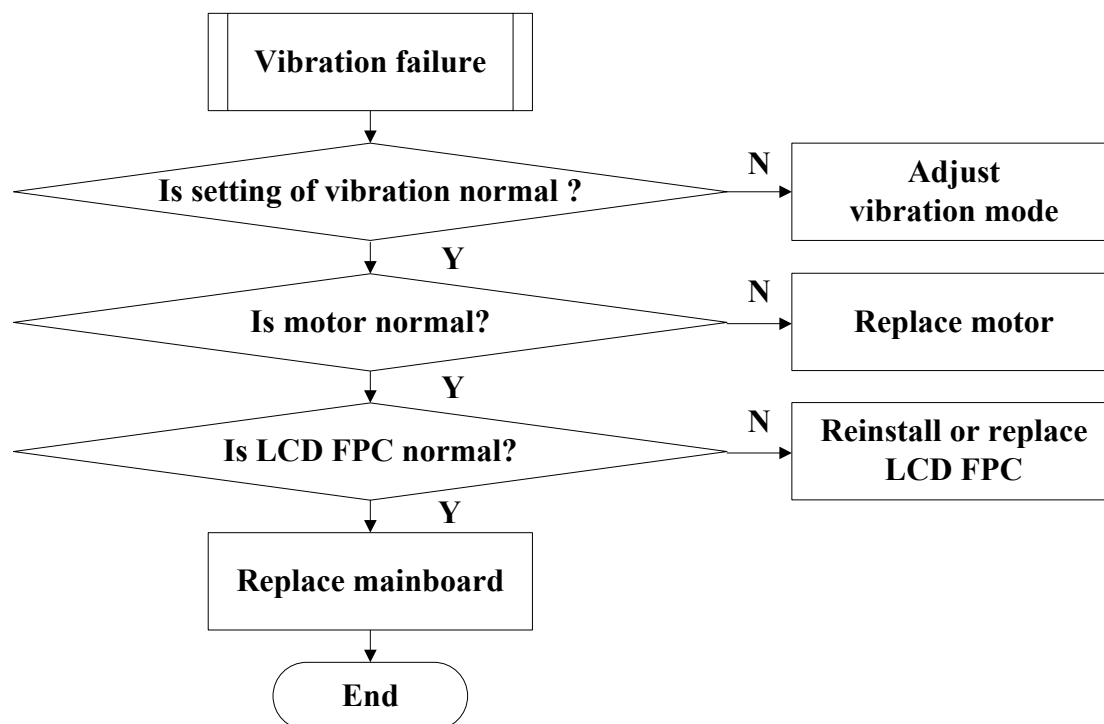 Vibration failure
Is setting of vibration normal ?
N
Adjust
vibration mode
Y
Is motor normal?
N
Replace motor
Y
Is LCD FPC normal?
N
Reinstall or replace
LCD FPC
Y
Replace mainboard
End